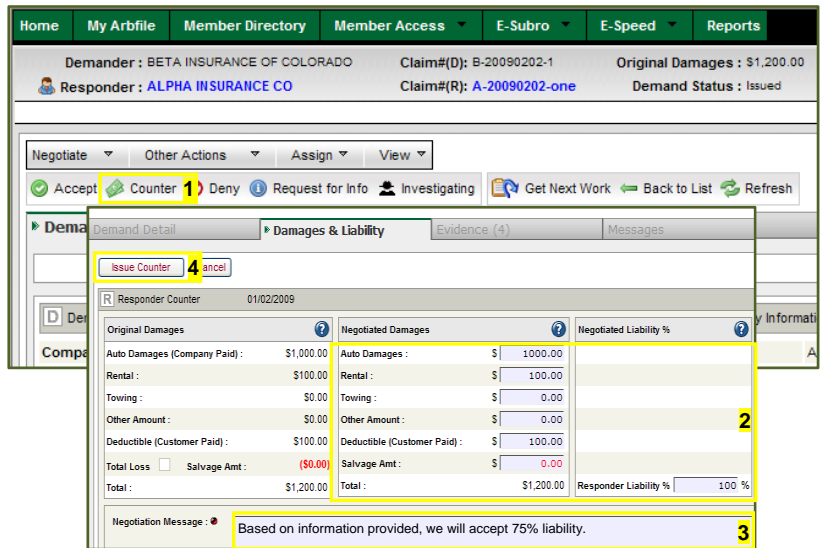 Home My Arbfile Member Directory Member Access E-Subro E-Speed Reports
Demander : BETA INSURANCE OF COLORADO Claim#(D): B-20090202-1 Original Damages : $1,200.00
Responder : ALPHA INSURANCE CO Claim#(R): A-20090202-one Demand Status : Issued
Negotiate Other Actions Assign View
Accept Counter 1 Deny Request for Info Investigating Get Next Work Back to List Refresh
Dema
Demand Detail Damages & Liability Evidence (4) Messages
Issue Counter 4 ancel
R Responder Counter 01/02/2009
D Der
y Informati
Original Damages ? Negotiated Damages ? Negotiated Liability % ?
Compa
A
Auto Damages (Company Paid) : $1,000.00 Auto Damages : $ 1000.00
Rental : $100.00 Rental : $ 100.00
Towing : $0.00 Towing : $ 0.00
Other Amount : $0.00 Other Amount : $ 0.00
2
Deductible (Customer Paid) : $100.00 Deductible (Customer Paid) : $ 100.00
Total Loss Salvage Amt : ($0.00) Salvage Amt : $ 0.00
Total : $1,200.00 Total : $1,200.00 Responder Liability % 100 %
Negotiation Message :
Based on information provided, we will accept 75% liability.
3